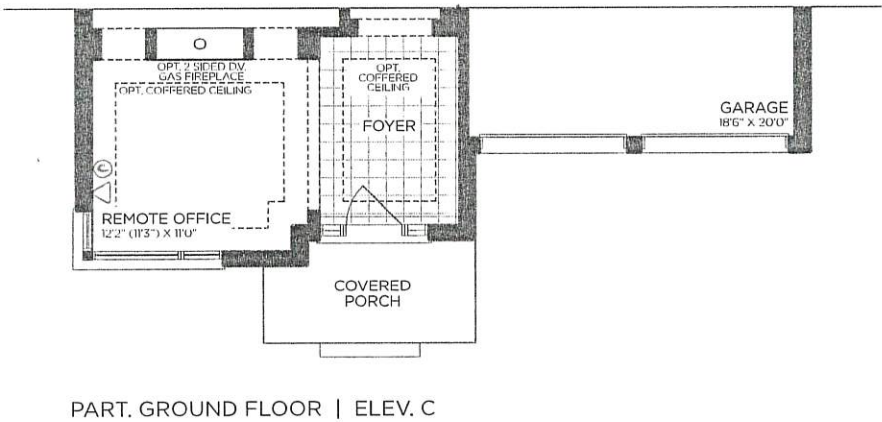 OPT. 2 SIDED D.V.
GAS FIREPLACE
OPT. COFFERED CEILING
OPT.
COFFERED
CEILING
FOYER
GARAGE
18'6" X 20'0"
C
REMOTE OFFICE
12'2" (11'3") X 11'0"
COVERED
PORCH
PART. GROUND FLOOR | ELEV. C